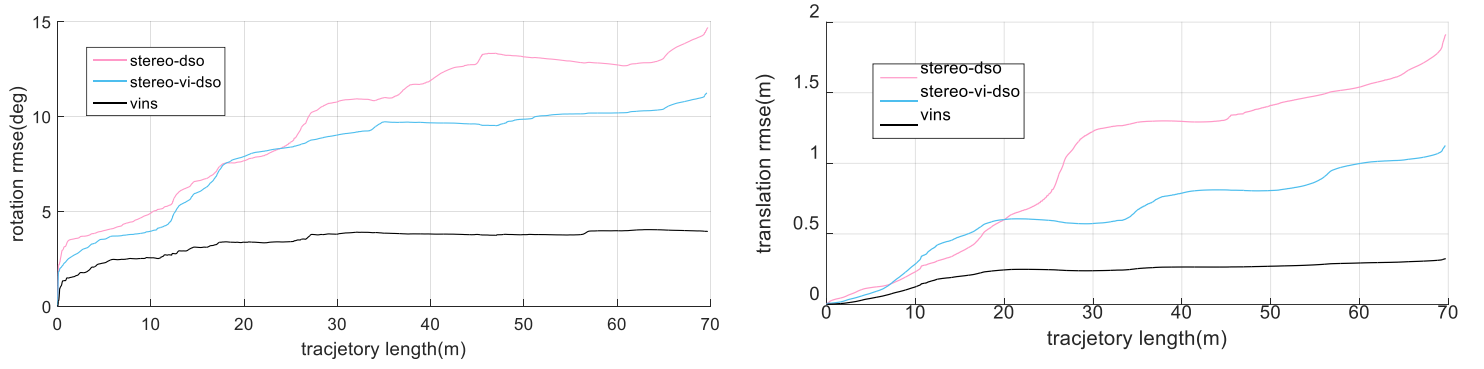 rotation rmse(deg)
15
10
5
0
stereo-dso
stereo-vi-dso
vins
0 10 20 30 40 50 60 70
tracjetory length(m)
translation rmse(m)
2
1.5
1
0.5
0
stereo-dso
stereo-vi-dso
vins
0 10 20 30 40 50 60 70
tracjetory length(m)